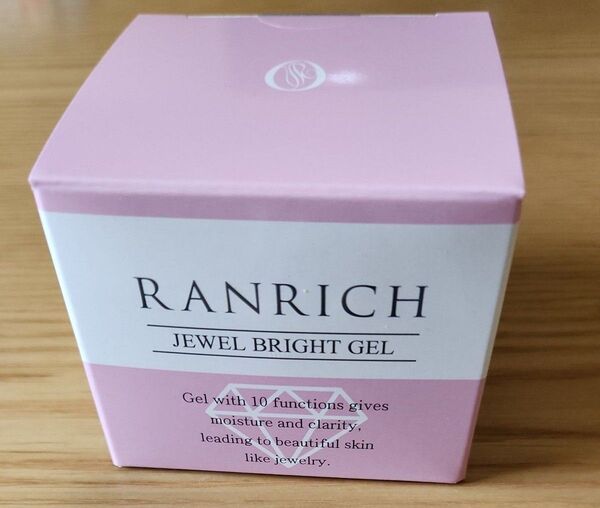 RANRICH
JEWEL BRIGHT GEL
Gel with 10 functions gives
moisture and clarity,
leading to beautiful skin
like jewelry.